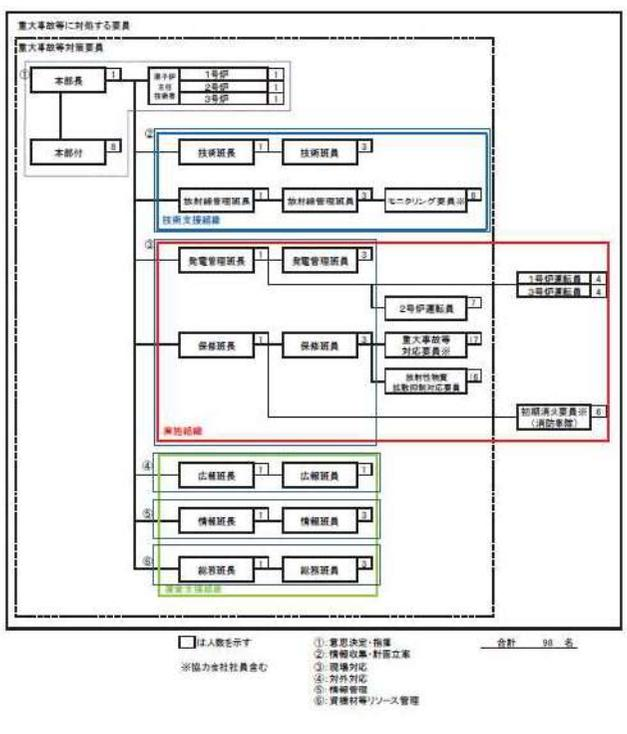 重大事故等に対処する要員
重大事故等対策要員
① 本部長 1
原子炉主任技術者
1号炉 1
2号炉 1
3号炉 1
本部付 8
②
技術班長 1 技術班員 3
放射線管理班長 1 放射線管理班員 3 モニタリング要員※ 8
技術支援組織
③
発電管理班長 1 発電管理班員 3
1号炉運転員 4
3号炉運転員 4
2号炉運転員 7
保修班長 1 保修班員 3 重大事故等
対応要員※ 17
放射性物質
拡散抑制対応要員
初期消火要員※ 6
(消防車隊)
実施組織
④ 広報班長 1 広報班員 1
⑤ 情報班長 1 情報班員 3
⑥ 総務班長 1 総務班員 3
運営支援組織
は人数を示す
※協力会社社員含む
①:意思決定・指揮
②:情報収集・計画立案
③:現場対応
④:対外対応
⑤:情報管理
⑥:資機材等リソース管理
合計 98 名